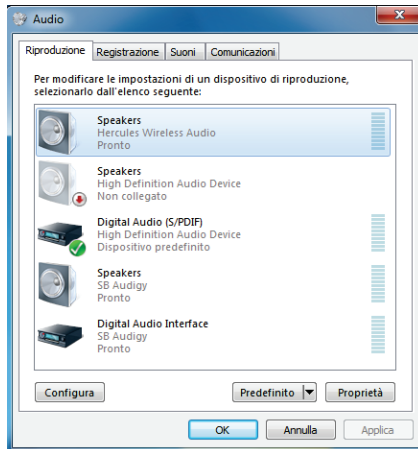 Audio
Riproduzione Registrazione Suoni Comunicazioni
Per modificare le impostazioni di un dispositivo di riproduzione,
selezionarlo dall'elenco seguente:
Speakers
Hercules Wireless Audio
Pronto
Speakers
High Definition Audio Device
Non collegato
Digital Audio (S/PDIF)
High Definition Audio Device
Dispositivo predefinito
Speakers
SB Audigy
Pronto
Digital Audio Interface
SB Audigy
Pronto
Configura Predefinito Proprietà
OK Annulla Applica